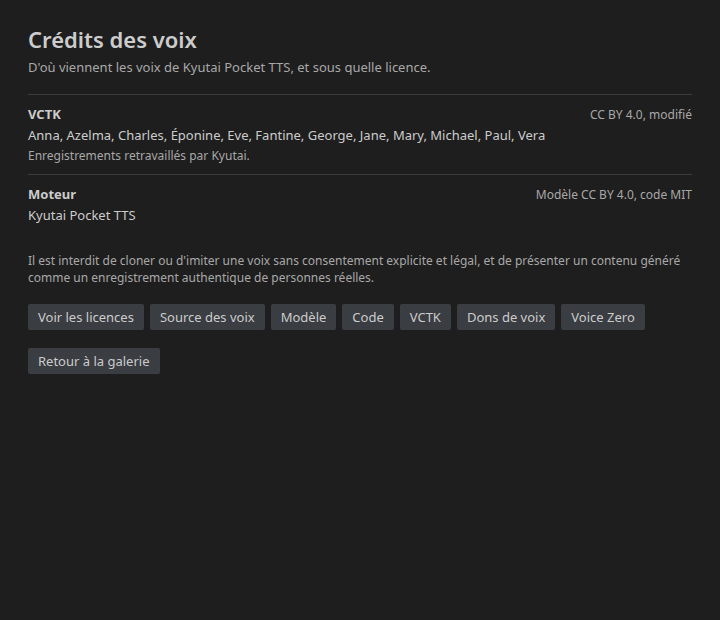 Crédits des voix
D'où viennent les voix de Kyutai Pocket TTS, et sous quelle licence.
VCTK
CC BY 4.0, modifié
Anna, Azelma, Charles, Éponine, Eve, Fantine, George, Jane, Mary, Michael, Paul, Vera
Enregistrements retravaillés par Kyutai.
Moteur
Modèle CC BY 4.0, code MIT
Kyutai Pocket TTS
Il est interdit de cloner ou d'imiter une voix sans consentement explicite et légal, et de présenter un contenu généré
comme un enregistrement authentique de personnes réelles.
Voir les licences
Source des voix
Modèle
Code
VCTK
Dons de voix
Voice Zero
Retour à la galerie